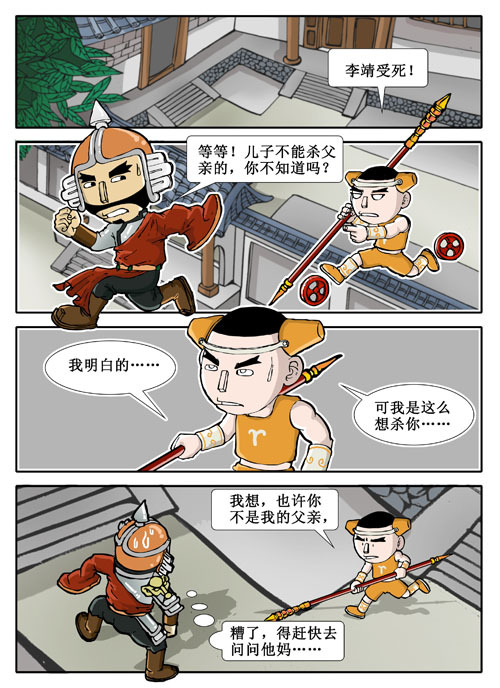 李靖受死！
等等！儿子不能杀父
亲的，你不知道吗？
我明白的……
可我是这么
想杀你……
我想，也许你
不是我的父亲，
糟了，得赶快去
问问他妈……